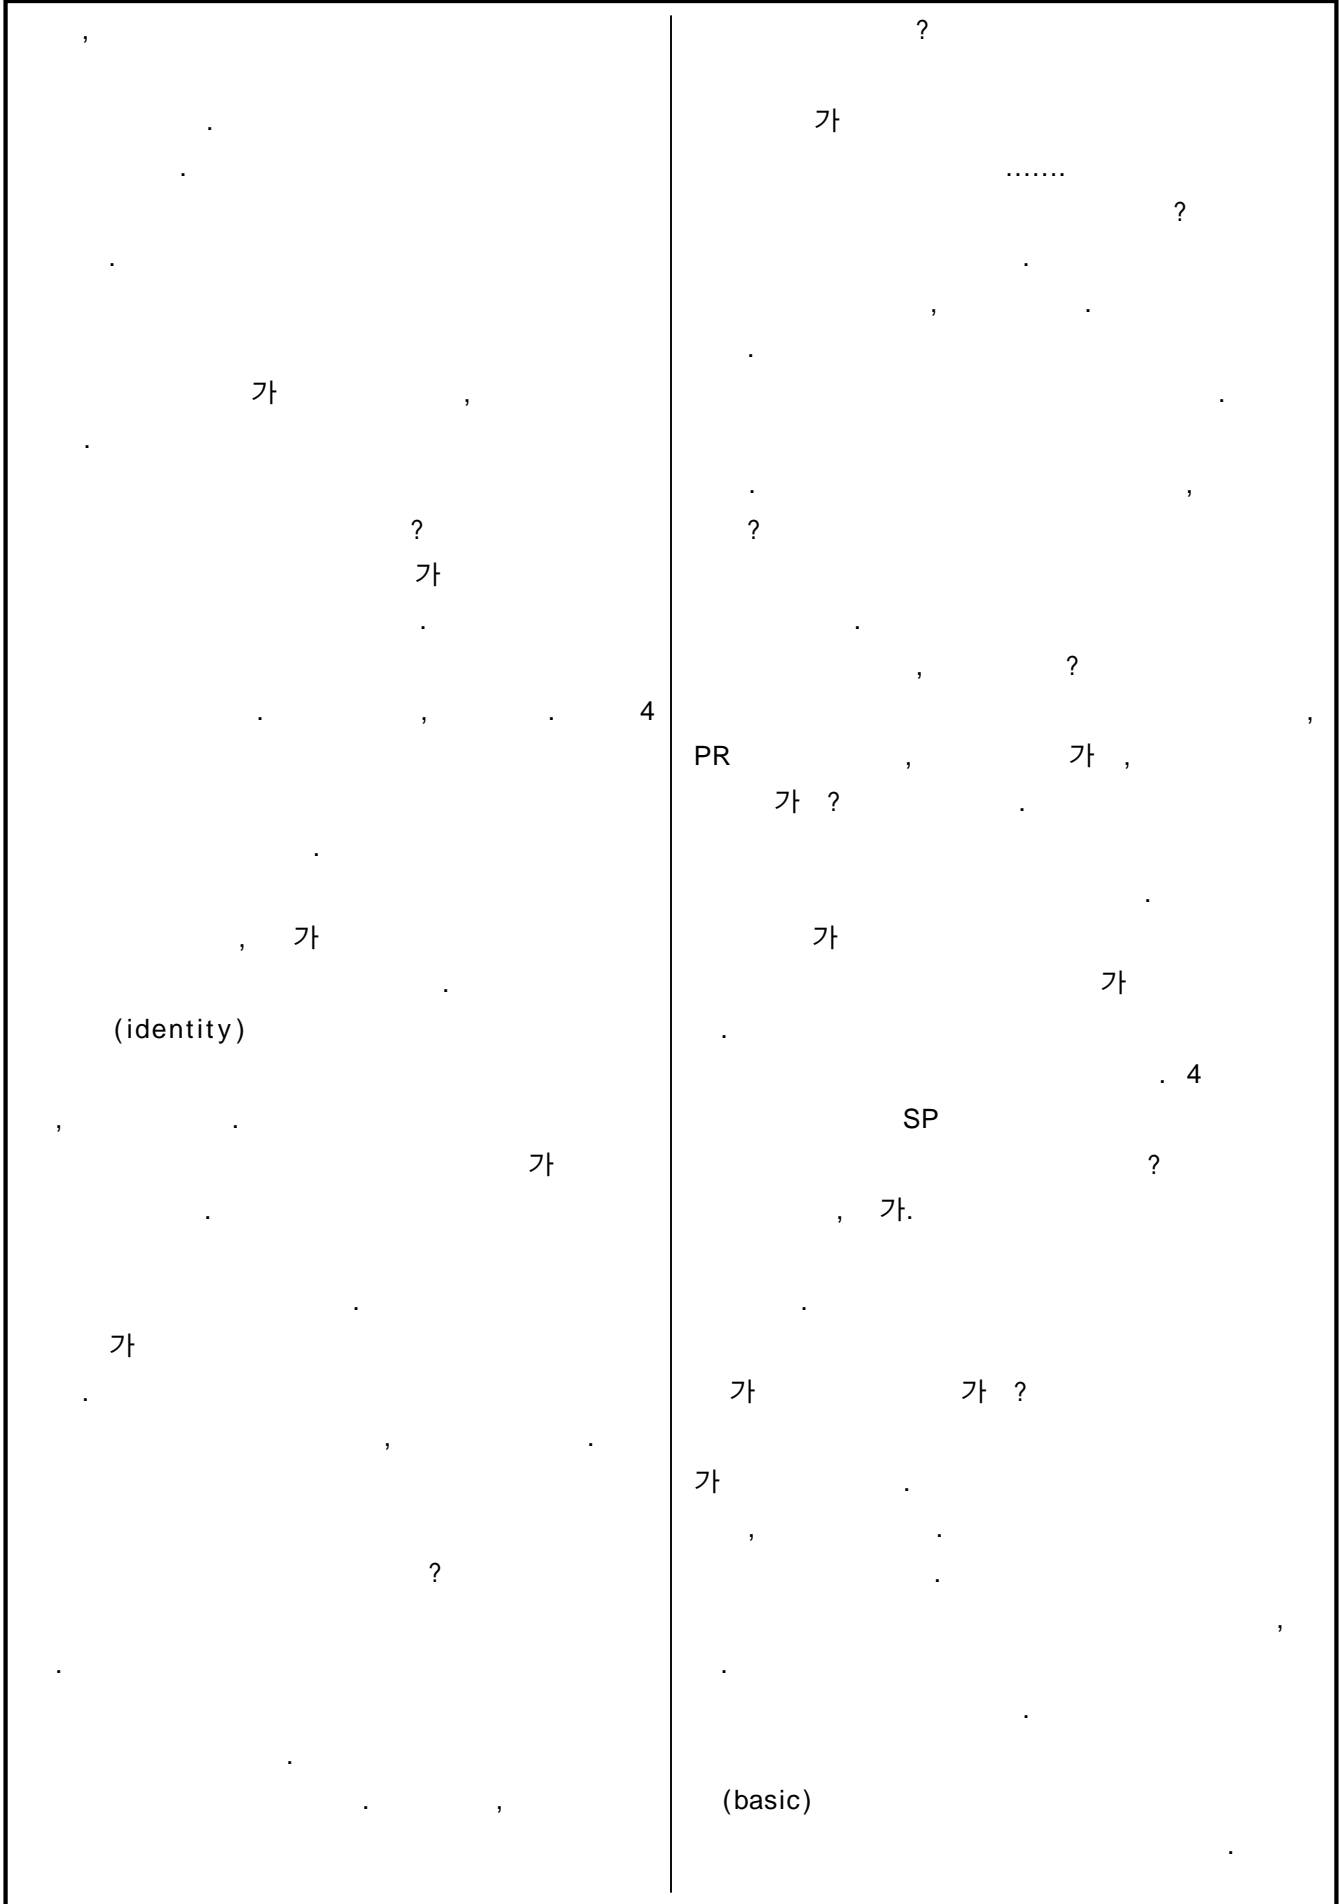 ,
.
.
.
가 ,
.
?
가
.
. , . 4
.
, 가
.
(identity)
, .
가
.
.
가
.
, .
?
.
.
. ,
?
가
.......
?
.
, .
.
.
. ,
?
.
, ?
,
PR , 가 ,
가 ? .
.
가
가
.
. 4
SP
?
, 가.
.
가 가 ?
가 .
, .
.
,
.
.
(basic)
.